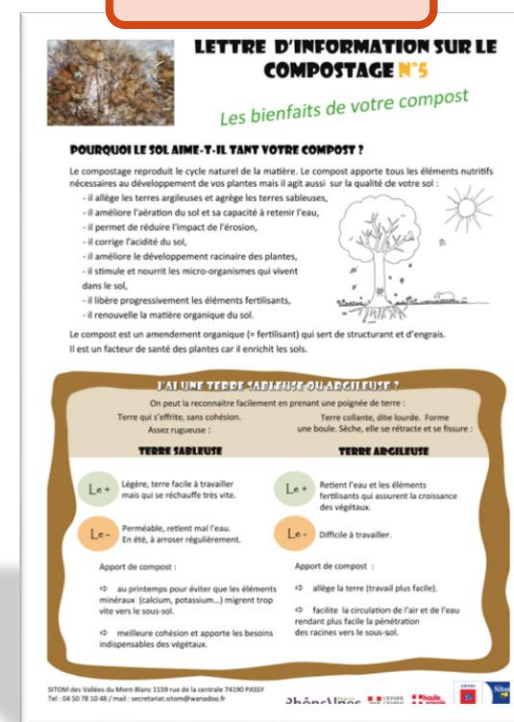 LETTRE D'INFORMATION SUR LE
COMPOSTAGE N°5
Les bienfaits de votre compost
POURQUOI LE SOL AIME-T-IL TANT VOTRE COMPOST ?
Le compostage reproduit le cycle naturel de la matière. Le compost apporte tous les éléments nutritifs
nécessaires au développement de vos plantes mais il agit aussi sur la qualité de votre sol :
- il allège les terres argileuses et agrège les terres sableuses,
- il améliore l'aération du sol et sa capacité à retenir l'eau,
- il permet de réduire l'impact de l'érosion,
- il corrige l'acidité du sol,
- il améliore le développement racinaire des plantes,
- il stimule et nourrit les micro-organismes qui vivent
dans le sol,
- il libère progressivement les éléments fertilisants,
- il renouvelle la matière organique du sol.
Le compost est un amendement organique (= fertilisant) qui sert de structurant et d'engrais.
Il est un facteur de santé des plantes car il enrichit les sols.
J'AI UNE TERRE SABLEUSE OU ARGILEUSE ?
On peut la reconnaitre facilement en prenant une poignée de terre :
Terre qui s'effrite, sans cohésion.
Assez rugueuse :
Terre collante, dite lourde. Forme
une boule. Sèche, elle se rétracte et se fissure :
TERRE SABLEUSE
Le +
Légère, terre facile à travailler
mais qui se réchauffe très vite.
Le -
Perméable, retient mal l'eau.
En été, à arroser régulièrement.
Apport de compost :
⇨ au printemps pour éviter que les éléments
minéraux (calcium, potassium...) migrent trop
vite vers le sous-sol.
⇨ meilleure cohésion et apporte les besoins
indispensables des végétaux.
TERRE ARGILEUSE
Le +
Retient l'eau et les éléments
fertilisants qui assurent la croissance
des végétaux.
Le -
Difficile à travailler.
Apport de compost :
⇨ allège la terre (travail plus facile).
⇨ facilite la circulation de l'air et de l'eau
rendant plus facile la pénétration
des racines vers le sous-sol.
SITOM des Vallées du Mont-Blanc 1159 rue de la centrale 74190 PASSY
Tel : 04 50 78 10 48 / mail : secretariat.sitom@wanadoo.fr
RhôneAlpes